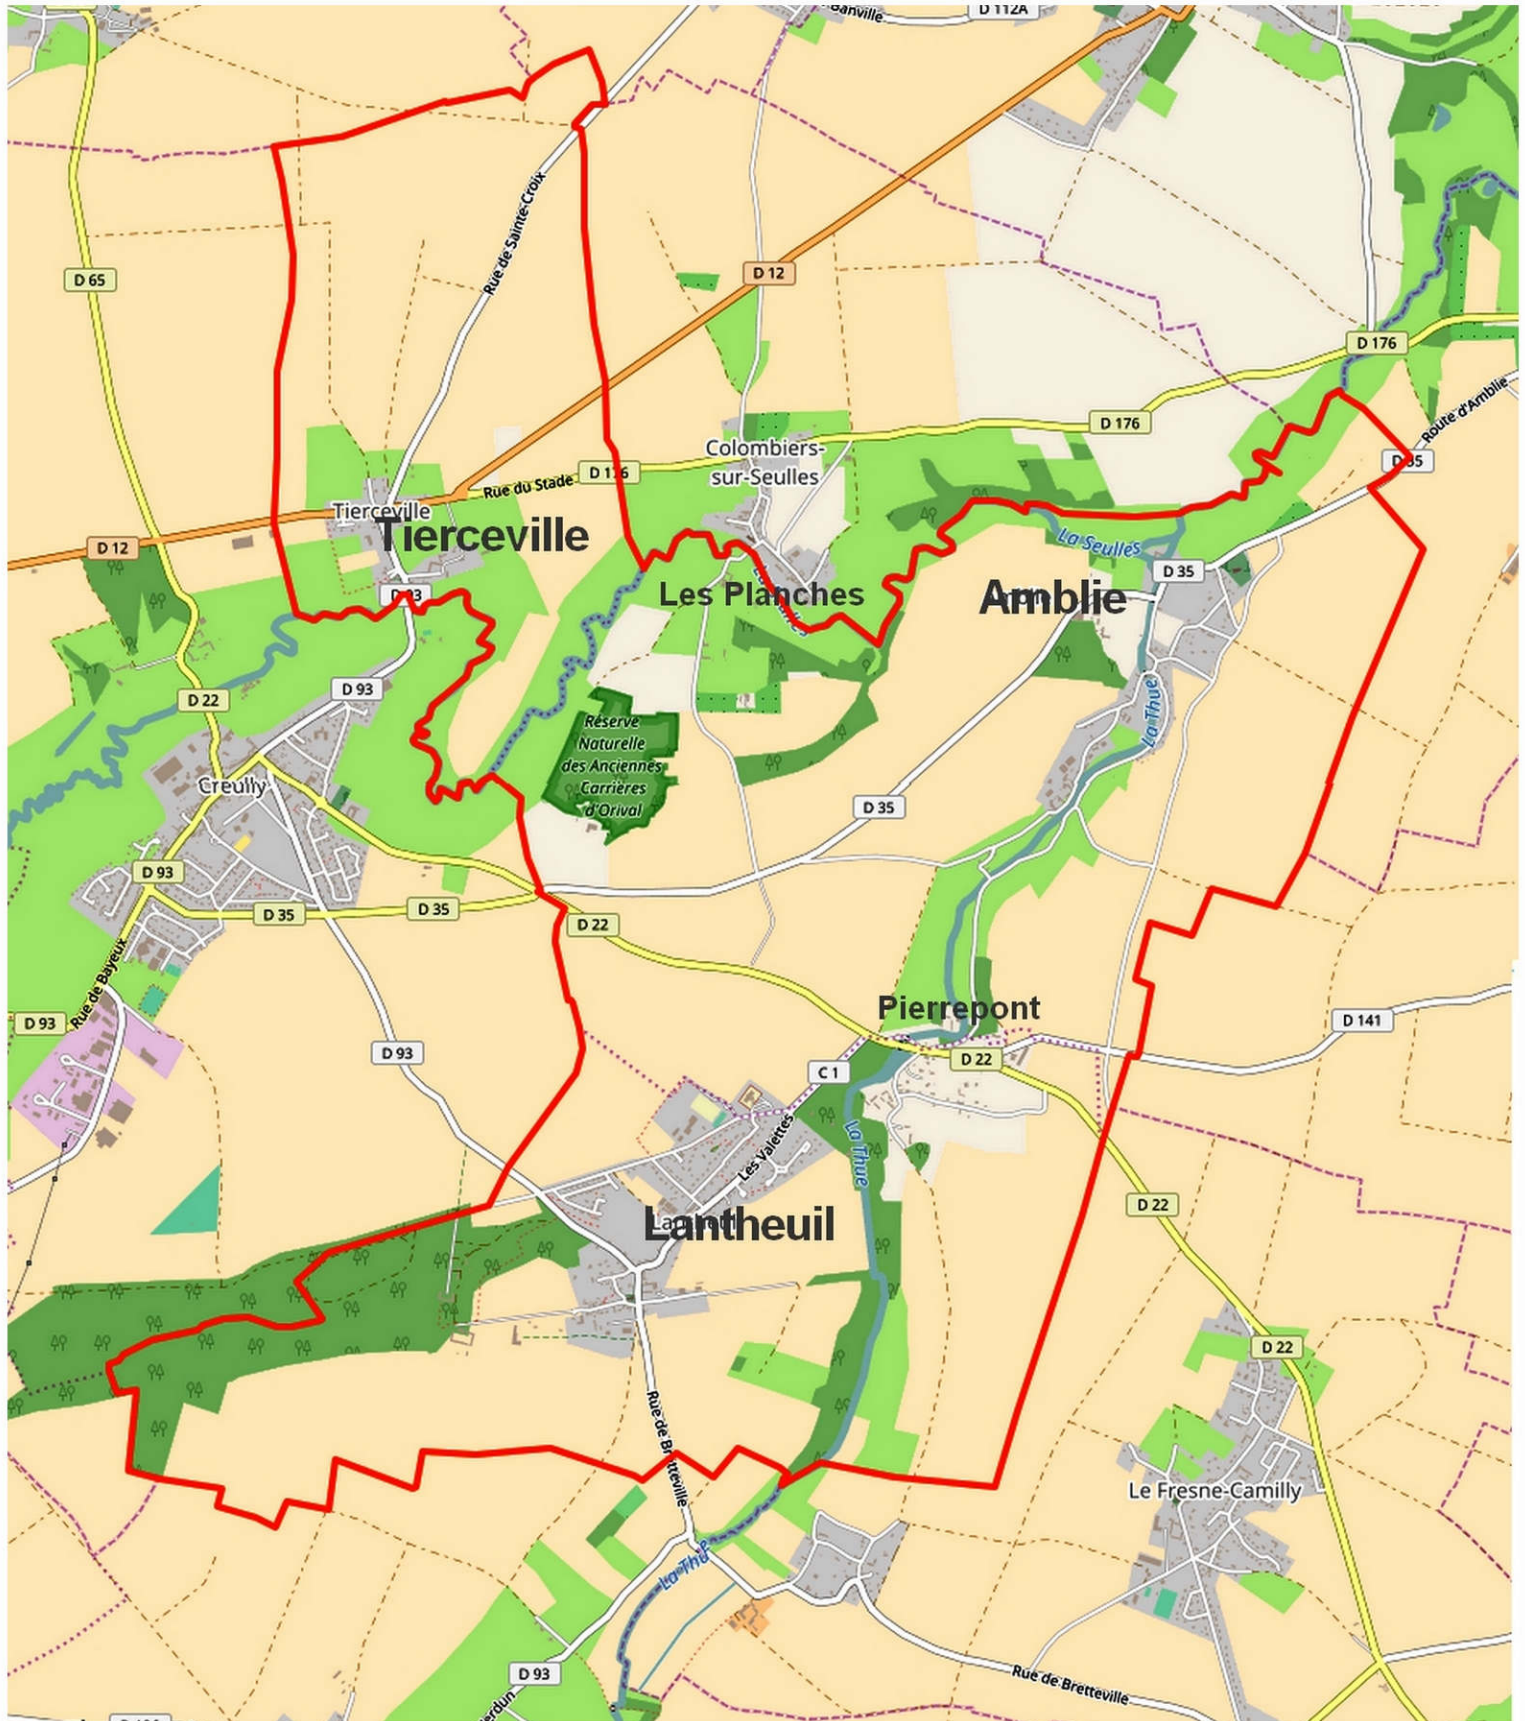 Banville
D 112A
D 65
Rue de Sainte-Croix
D 12
D 176
Route d'Amblie
D 176
Colombiers-
sur-Seulles
D 35
D 176
Rue du Stade
Tierceville
Tierceville
D 12
La Seulles
D 35
D 93
Les Planches
Amblie
D 22
D 93
La Thue
Réserve
Naturelle
des Anciennes
Carrières
d'Orival
Creully
D 35
D 93
D 35
D 35
D 22
Rue de Bayeux
Pierrepont
D 93
D 141
D 93
D 22
C 1
Les Valettes
La Thue
D 22
Lantheuil
D 22
Rue de Bretteville
Le Fresne-Camilly
La Thue
D 93
Rue de Bretteville